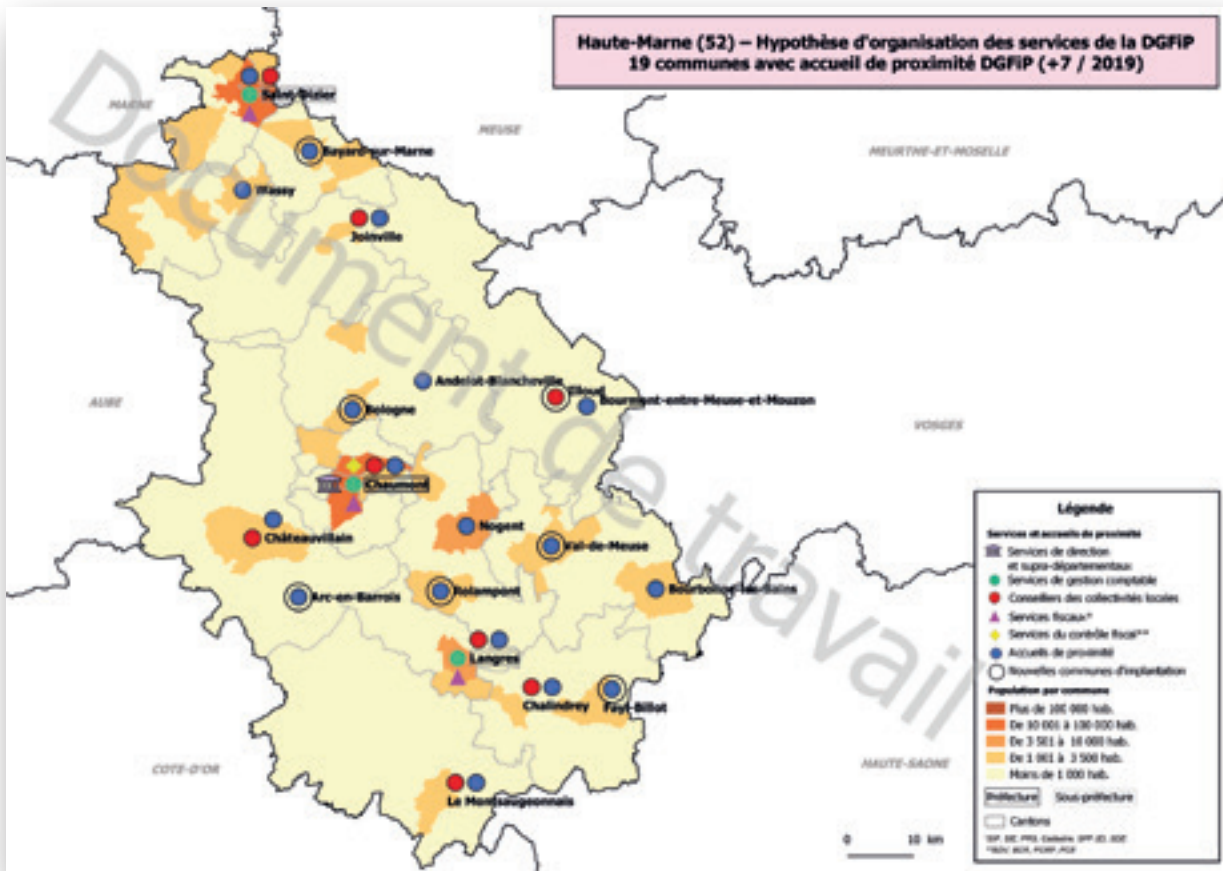 Haute-Marne (52) – Hypothèse d'organisation des services de la DGFiP
19 communes avec accueil de proximité DGFiP (+7 / 2019)
Document de travail
MARNE
MEUSE
MEURTHE-ET-MOSELLE
AUBE
VOSGES
COTE-D'OR
HAUTE-SAONE
Saint-Dizier
Bayard-sur-Marne
Wassy
Joinville
Andelot-Blancheville
Illoud
Bourmont-entre-Meuse-et-Mouzon
Bologne
Chaumont
Châteauvillain
Nogent
Val-de-Meuse
Arc-en-Barrois
Rolampont
Bourbonne-les-Bains
Langres
Chalindrey
Fayl-Billot
Le Montsaugeonnais
Légende
Services et accueils de proximité
Services de direction
et supra-départementaux
Services de gestion comptable
Conseillers des collectivités locales
Services fiscaux*
Services du contrôle fiscal**
Accueils de proximité
Nouvelles communes d'implantation
Population par commune
Plus de 100 000 hab.
De 10 001 à 100 000 hab.
De 3 501 à 10 000 hab.
De 1 001 à 3 500 hab.
Moins de 1 000 hab.
Préfecture Sous-préfecture
Cantons
0 10 km